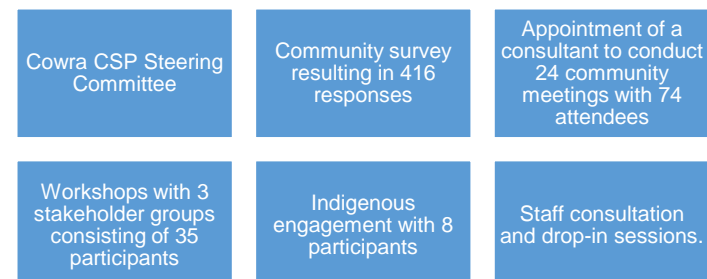 Cowra CSP Steering
Committee
Community survey
resulting in 416
responses
Appointment of a
consultant to conduct
24 community
meetings with 74
attendees
Workshops with 3
stakeholder groups
consisting of 35
participants
Indigenous
engagement with 8
participants
Staff consultation
and drop-in sessions.